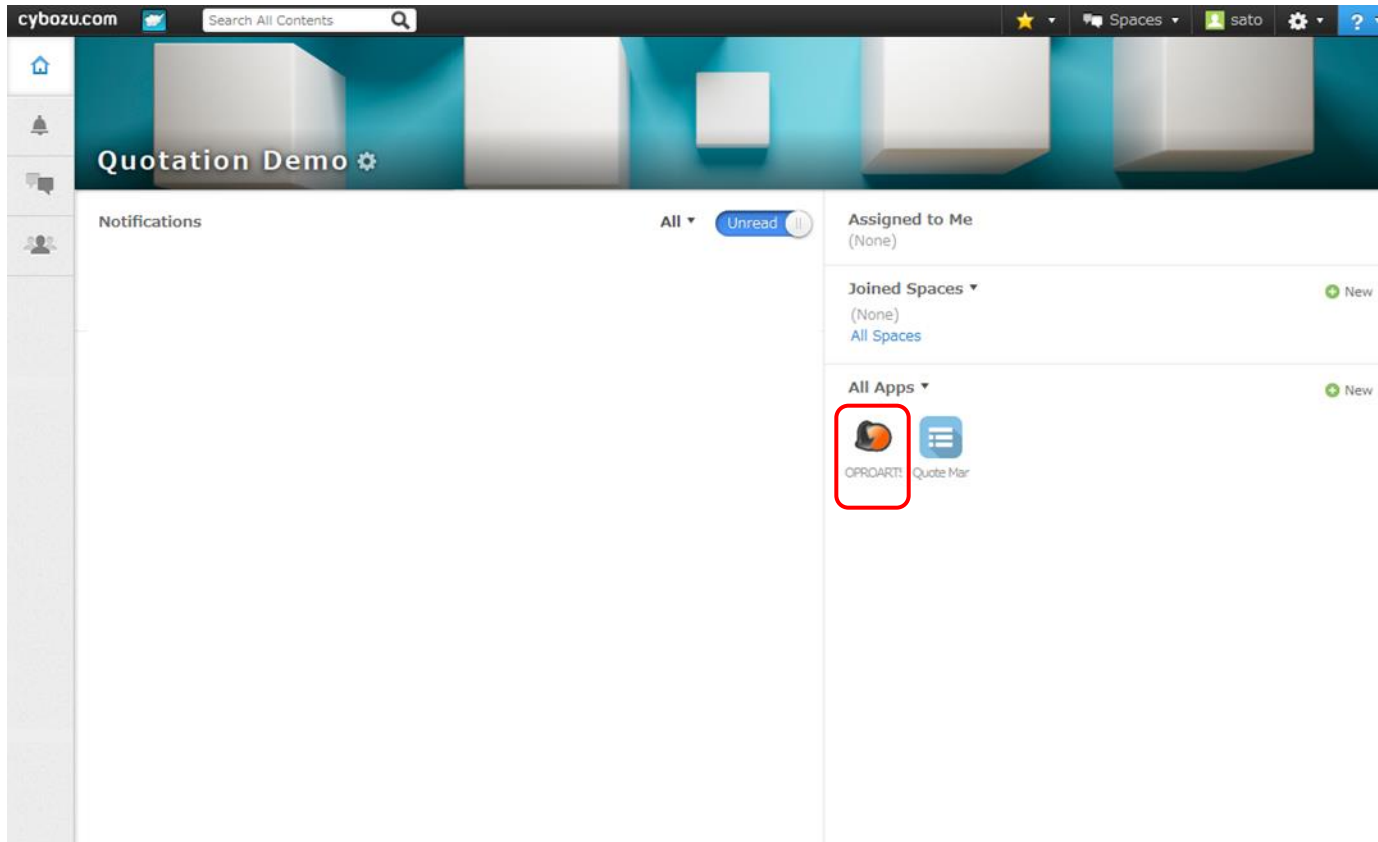 cybozu.com
Search All Contents
Spaces
sato
?
Quotation Demo
Notifications
All
Unread
Assigned to Me
(None)
Joined Spaces
New
(None)
All Spaces
All Apps
New
OPROART
Quote Mar